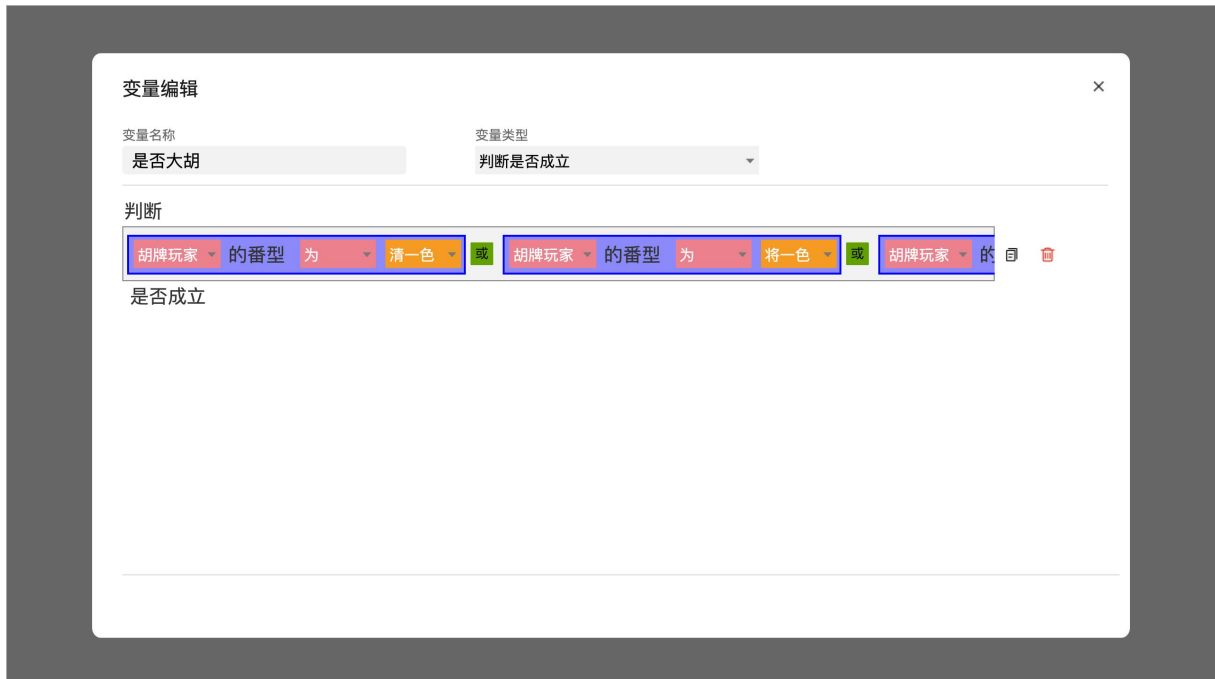 变量编辑
变量名称 变量类型
是否大胡 判断是否成立
判断
胡牌玩家 的番型 为 清一色 或 胡牌玩家 的番型 为 将一色 或 胡牌玩家 的
是否成立